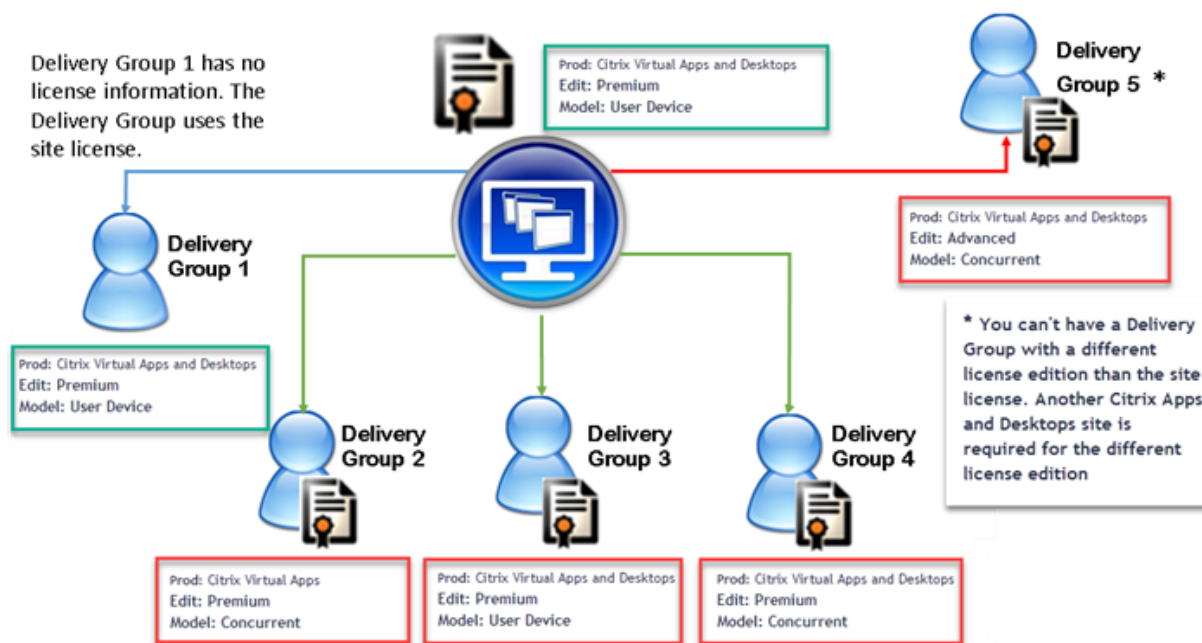 Delivery Group 1 has no
license information. The
Delivery Group uses the
site license.
Prod: Citrix Virtual Apps and Desktops
Edit: Premium
Model: User Device
Delivery
Group 5 *
Prod: Citrix Virtual Apps and Desktops
Edit: Advanced
Model: Concurrent
* You can't have a Delivery
Group with a different
license edition than the site
license. Another Citrix Apps
and Desktops site is
required for the different
license edition
Delivery
Group 1
Prod: Citrix Virtual Apps and Desktops
Edit: Premium
Model: User Device
Delivery
Group 2
Prod: Citrix Virtual Apps
Edit: Premium
Model: Concurrent
Delivery
Group 3
Prod: Citrix Virtual Apps and Desktops
Edit: Premium
Model: User Device
Delivery
Group 4
Prod: Citrix Virtual Apps and Desktops
Edit: Premium
Model: Concurrent